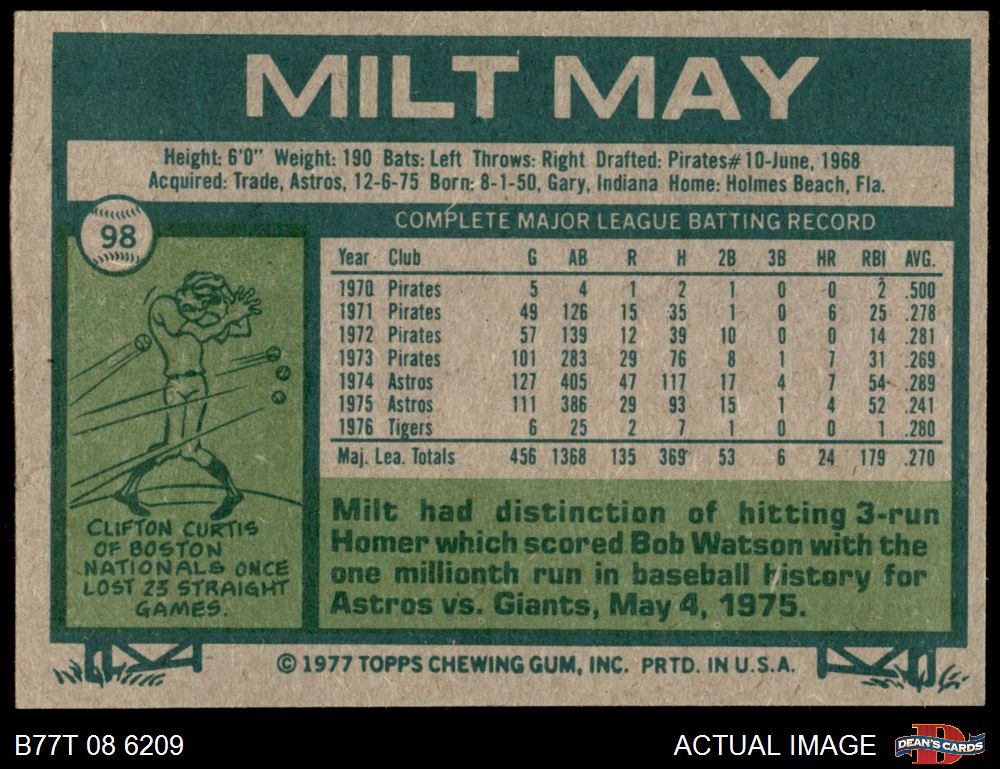 MILT MAY
Height: 6'0" Weight: 190 Bats: Left Throws: Right Drafted: Pirates#10-June, 1968
Acquired: Trade, Astros, 12-6-75 Born: 8-1-50, Gary, Indiana Home: Holmes Beach, Fla.
98
COMPLETE MAJOR LEAGUE BATTING RECORD
Year Club G AB R H 2B 3B HR RBI AVG.
1970 Pirates 5 4 1 2 1 0 0 2 .500
1971 Pirates 49 126 15 35 1 0 6 25 .278
1972 Pirates 57 139 12 39 10 0 0 14 .281
1973 Pirates 101 283 29 76 8 1 7 31 .269
1974 Astros 127 405 47 117 17 4 7 54 .289
1975 Astros 111 386 29 93 15 1 4 52 .241
1976 Tigers 6 25 2 7 1 0 0 1 .280
Maj. Lea. Totals 456 1368 135 369 53 6 24 179 .270
CLIFTON CURTIS
OF BOSTON
NATIONALS ONCE
LOST 23 STRAIGHT
GAMES.
Milt had distinction of hitting 3-run
Homer which scored Bob Watson with the
one millionth run in baseball history for
Astros vs. Giants, May 4, 1975.
© 1977 TOPPS CHEWING GUM, INC. PRTD. IN U.S.A.
B77T 08 6209
ACTUAL IMAGE
D
DEAN'S CARDS